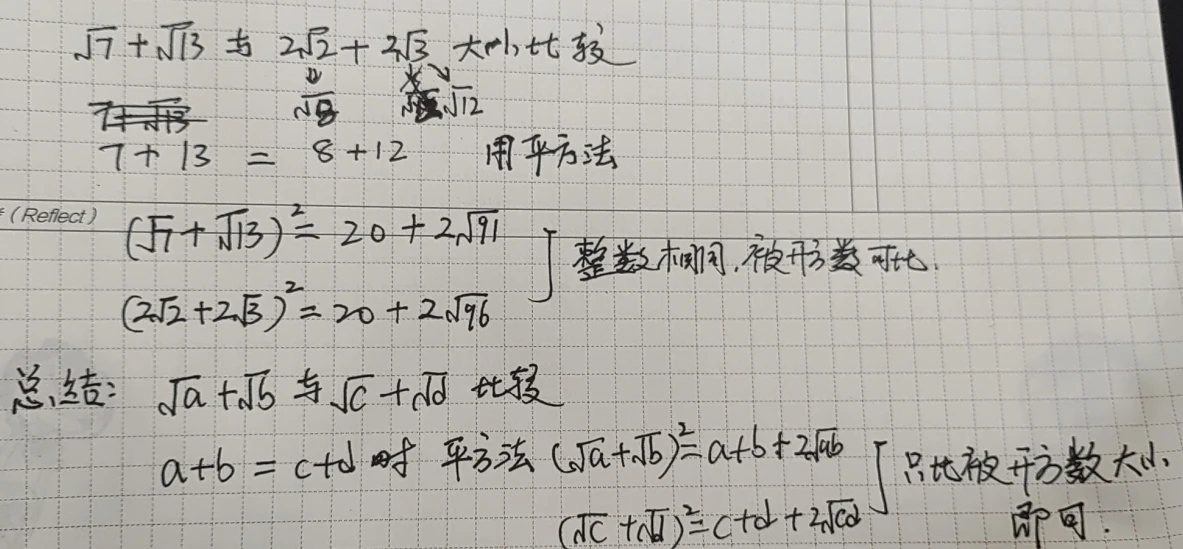 √7 + √13 与 2√2 + 2√3 大小比较
√8 √12
7 + 13 = 8 + 12 用平方法
(Reflect)
(√7 + √13)² = 20 + 2√91
整数相同, 被开方数可比.
(2√2 + 2√3)² = 20 + 2√96
总结: √a + √b 与 √c + √d 比较
a + b = c + d 时 平方法 (√a + √b)² = a + b + 2√ab
只比被开方数大小
(√c + √d)² = c + d + 2√cd 即可.